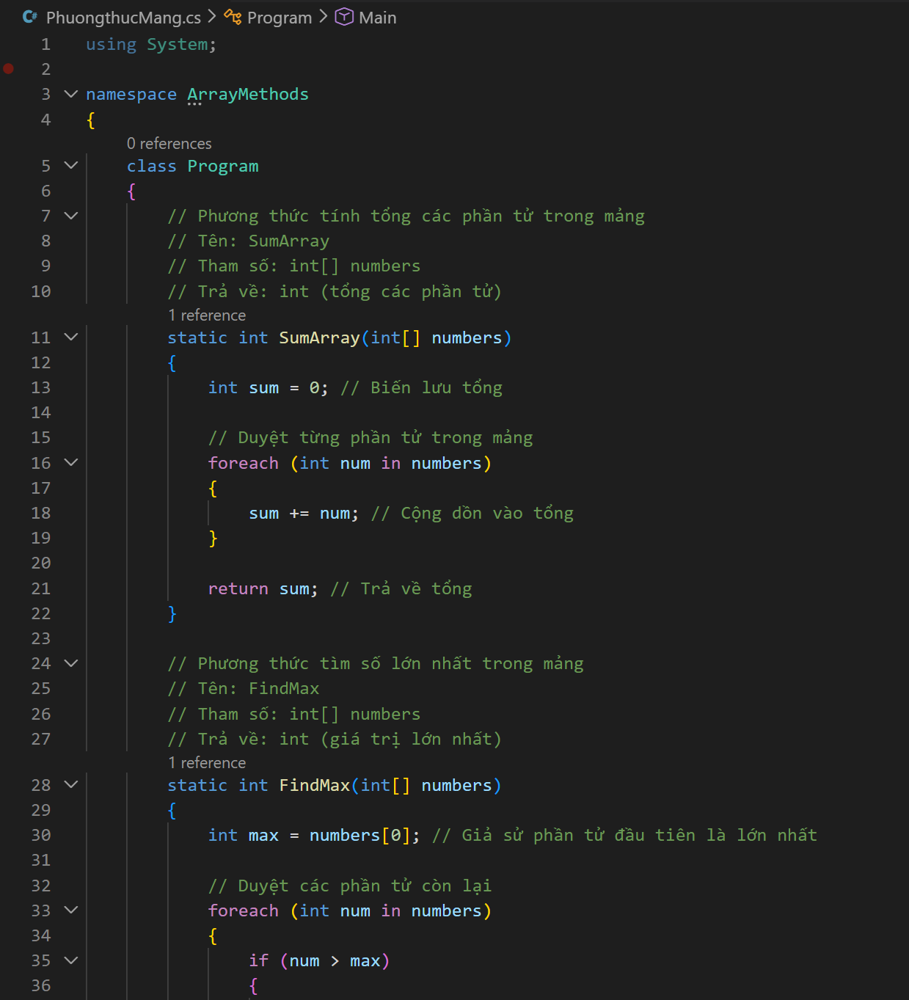 PhuongthucMang.cs > Program > Main
1 using System;
2
3 namespace ArrayMethods
4 {
0 references
5 class Program
6 {
7 // Phương thức tính tổng các phần tử trong mảng
8 // Tên: SumArray
9 // Tham số: int[] numbers
10 // Trả về: int (tổng các phần tử)
1 reference
11 static int SumArray(int[] numbers)
12 {
13 int sum = 0; // Biến lưu tổng
14
15 // Duyệt từng phần tử trong mảng
16 foreach (int num in numbers)
17 {
18 sum += num; // Cộng dồn vào tổng
19 }
20
21 return sum; // Trả về tổng
22 }
23
24 // Phương thức tìm số lớn nhất trong mảng
25 // Tên: FindMax
26 // Tham số: int[] numbers
27 // Trả về: int (giá trị lớn nhất)
1 reference
28 static int FindMax(int[] numbers)
29 {
30 int max = numbers[0]; // Giả sử phần tử đầu tiên là lớn nhất
31
32 // Duyệt các phần tử còn lại
33 foreach (int num in numbers)
34 {
35 if (num > max)
36 {